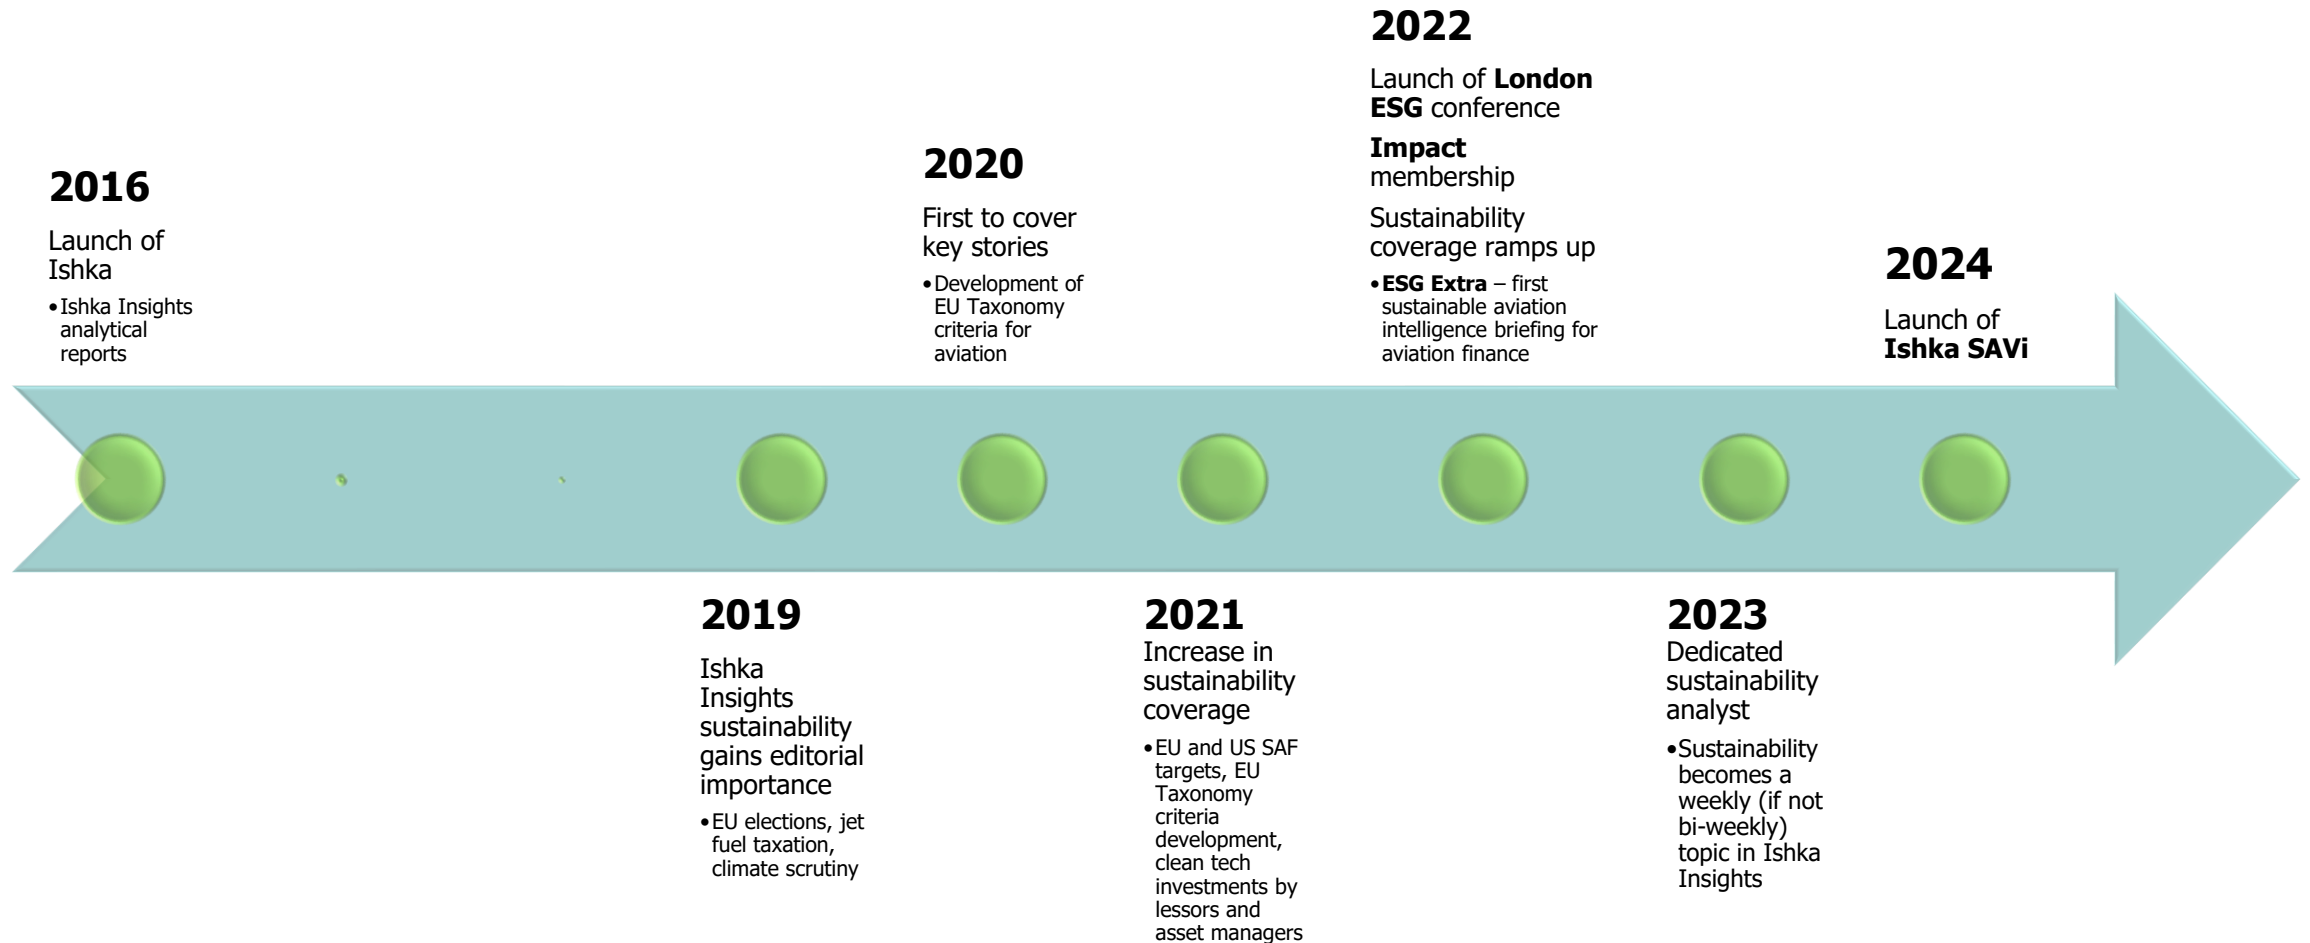 2016
Launch of
Ishka
•Ishka Insights
analytical
reports
2019
Ishka
Insights
sustainability
gains editorial
importance
•EU elections, jet
fuel taxation,
climate scrutiny
2020
First to cover
key stories
•Development of
EU Taxonomy
criteria for
aviation
2021
Increase in
sustainability
coverage
•EU and US SAF
targets, EU
Taxonomy
criteria
development,
clean tech
investments by
lessors and
asset managers
2022
Launch of London
ESG conference
Impact
membership
Sustainability
coverage ramps up
•ESG Extra – first
sustainable aviation
intelligence briefing for
aviation finance
2023
Dedicated
sustainability
analyst
•Sustainability
becomes a
weekly (if not
bi-weekly)
topic in Ishka
Insights
2024
Launch of
Ishka SAVi